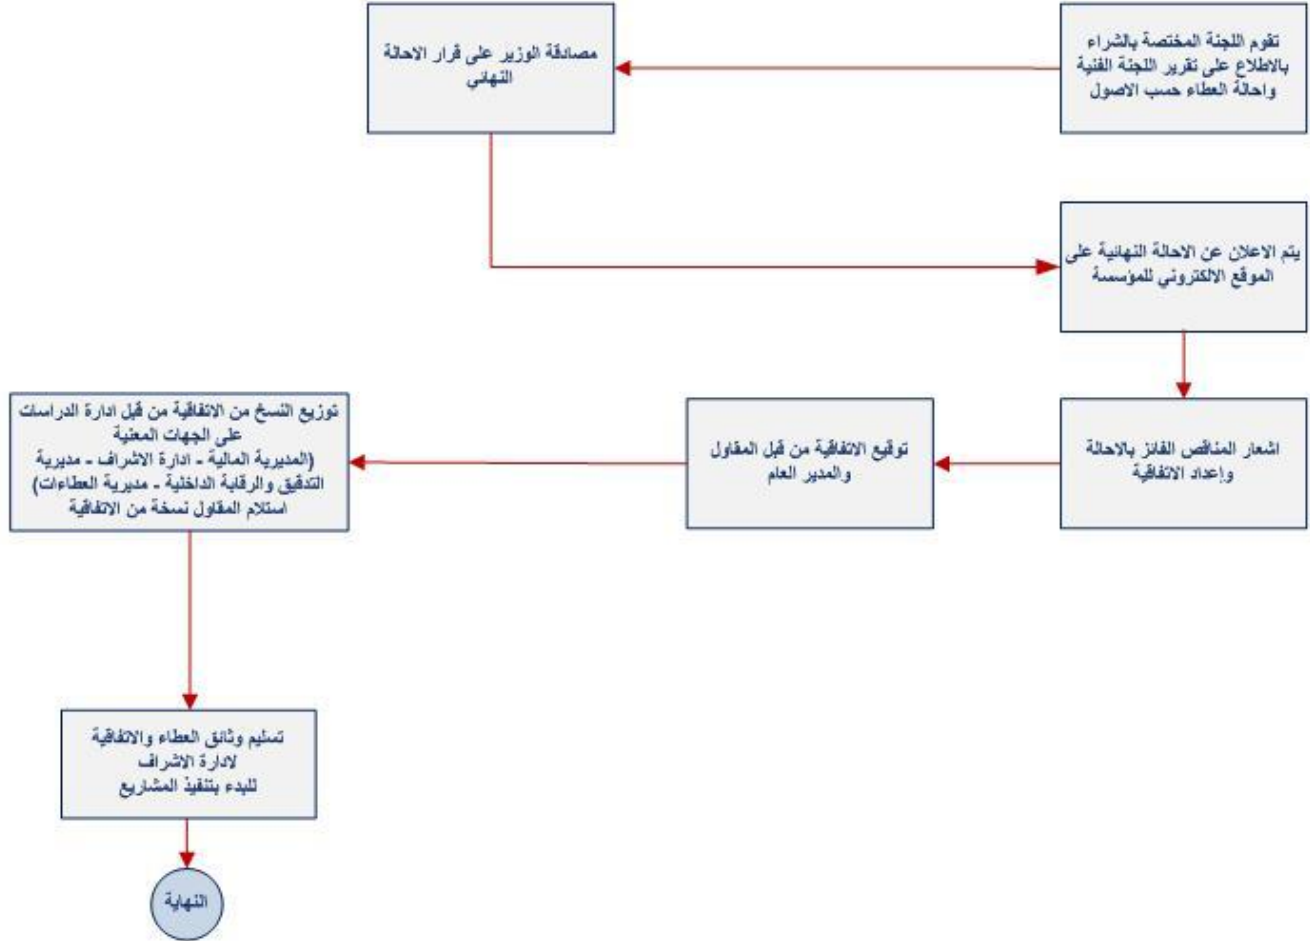 تقوم اللجنة المختصة بالشراء
بالاطلاع على تقرير اللجنة الفنية
واحالة العطاء حسب الاصول
مصادقة الوزير على قرار الاحالة
النهائي
يتم الاعلان عن الاحالة النهائية على
الموقع الالكتروني للمؤسسة
اشعار المناقص الفائز بالاحالة
وإعداد الاتفاقية
توقيع الاتفاقية من قبل المقاول
والمدير العام
توزيع النسخ من الاتفاقية من قبل ادارة الدراسات
على الجهات المعنية
(المديرية المالية - ادارة الاشراف - مديرية
التدقيق والرقابة الداخلية - مديرية العطاءات)
استلام المقاول نسخة من الاتفاقية
تسليم وثائق العطاء والاتفاقية
لادارة الاشراف
للبدء بتنفيذ المشاريع
النهاية